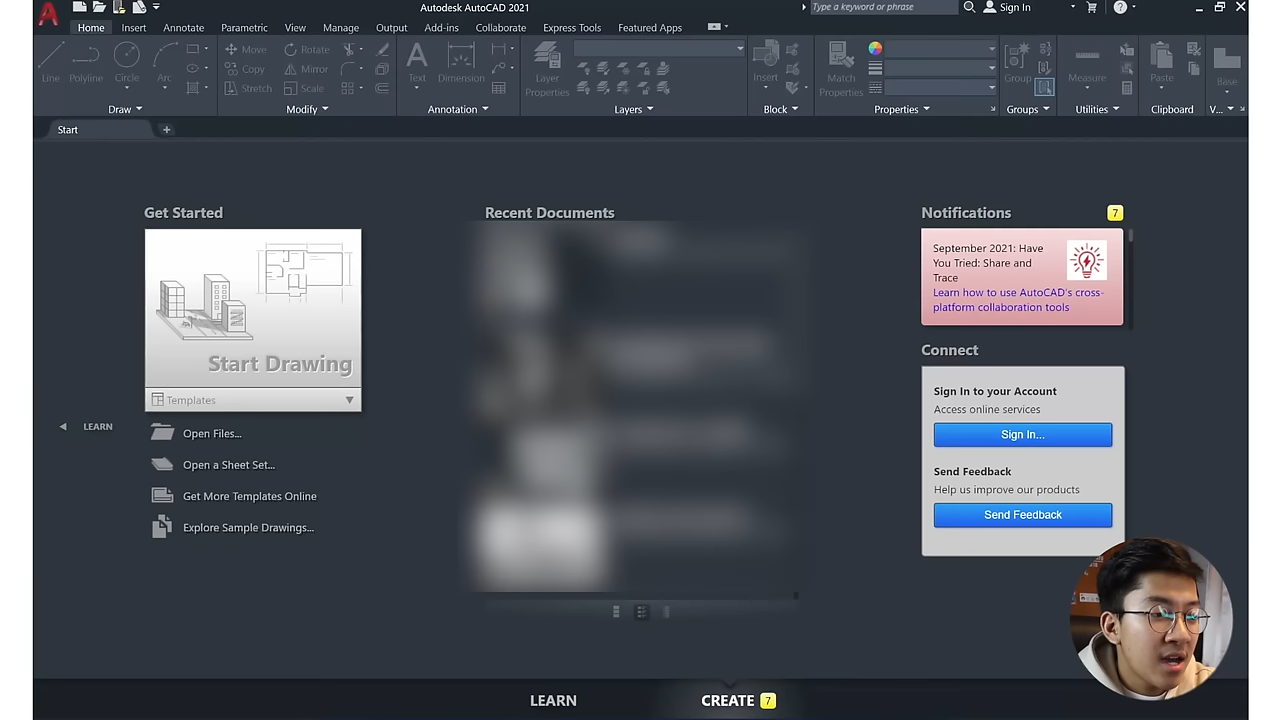 Autodesk AutoCAD 2021
Type a keyword or phrase
Sign In
Home
Insert
Annotate
Parametric
View
Manage
Output
Add-ins
Collaborate
Express Tools
Featured Apps
Line
Polyline
Circle
Arc
Move
Copy
Stretch
Rotate
Mirror
Scale
Text
Dimension
Layer
Properties
Insert
Match
Properties
Group
Measure
Paste
Base
Draw
Modify
Annotation
Layers
Block
Properties
Groups
Utilities
Clipboard
V...
Start
Get Started
Start Drawing
Templates
LEARN
Open Files...
Open a Sheet Set...
Get More Templates Online
Explore Sample Drawings...
Recent Documents
Notifications
7
September 2021: Have
You Tried: Share and
Trace
Learn how to use AutoCAD's cross-
platform collaboration tools
Connect
Sign In to your Account
Access online services
Sign In...
Send Feedback
Help us improve our products
Send Feedback
LEARN
CREATE 7